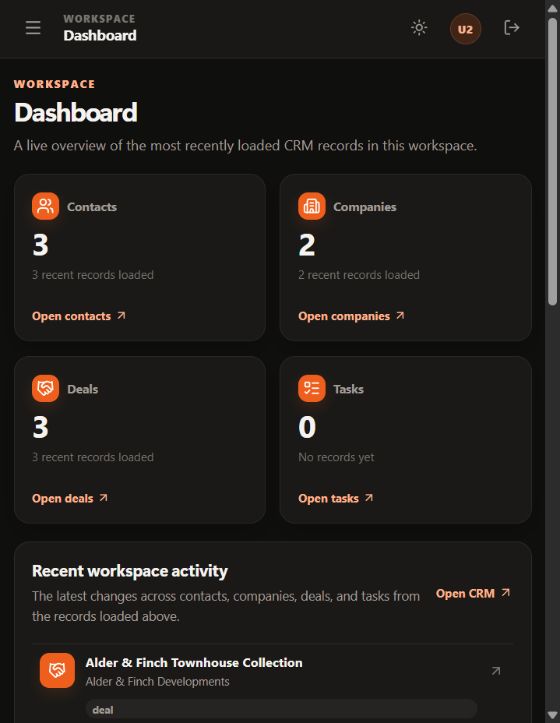 WORKSPACE
Dashboard
U2
WORKSPACE
Dashboard
A live overview of the most recently loaded CRM records in this workspace.
Contacts
3
3 recent records loaded
Open contacts
Companies
2
2 recent records loaded
Open companies
Deals
3
3 recent records loaded
Open deals
Tasks
0
No records yet
Open tasks
Recent workspace activity
The latest changes across contacts, companies, deals, and tasks from
the records loaded above.
Open CRM
Alder & Finch Townhouse Collection
Alder & Finch Developments
deal